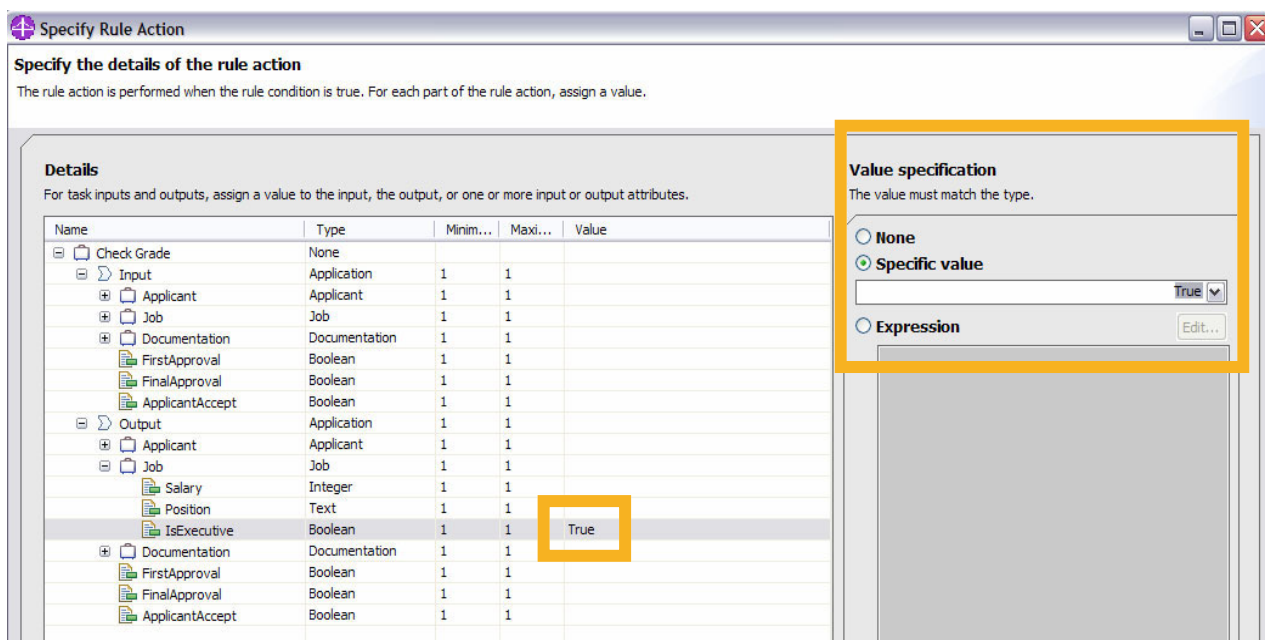 Specify Rule Action
Specify the details of the rule action
The rule action is performed when the rule condition is true. For each part of the rule action, assign a value.
Details
For task inputs and outputs, assign a value to the input, the output, or one or more input or output attributes.
Name Type Minim... Maxi... Value
Check Grade None
Input Application 1 1
Applicant Applicant 1 1
Job Job 1 1
Documentation Documentation 1 1
FirstApproval Boolean 1 1
FinalApproval Boolean 1 1
ApplicantAccept Boolean 1 1
Output Application 1 1
Applicant Applicant 1 1
Job Job 1 1
Salary Integer 1 1
Position Text 1 1
IsExecutive Boolean 1 1 True
Documentation Documentation 1 1
FirstApproval Boolean 1 1
FinalApproval Boolean 1 1
ApplicantAccept Boolean 1 1
Value specification
The value must match the type.
None
Specific value
True
Expression Edit...